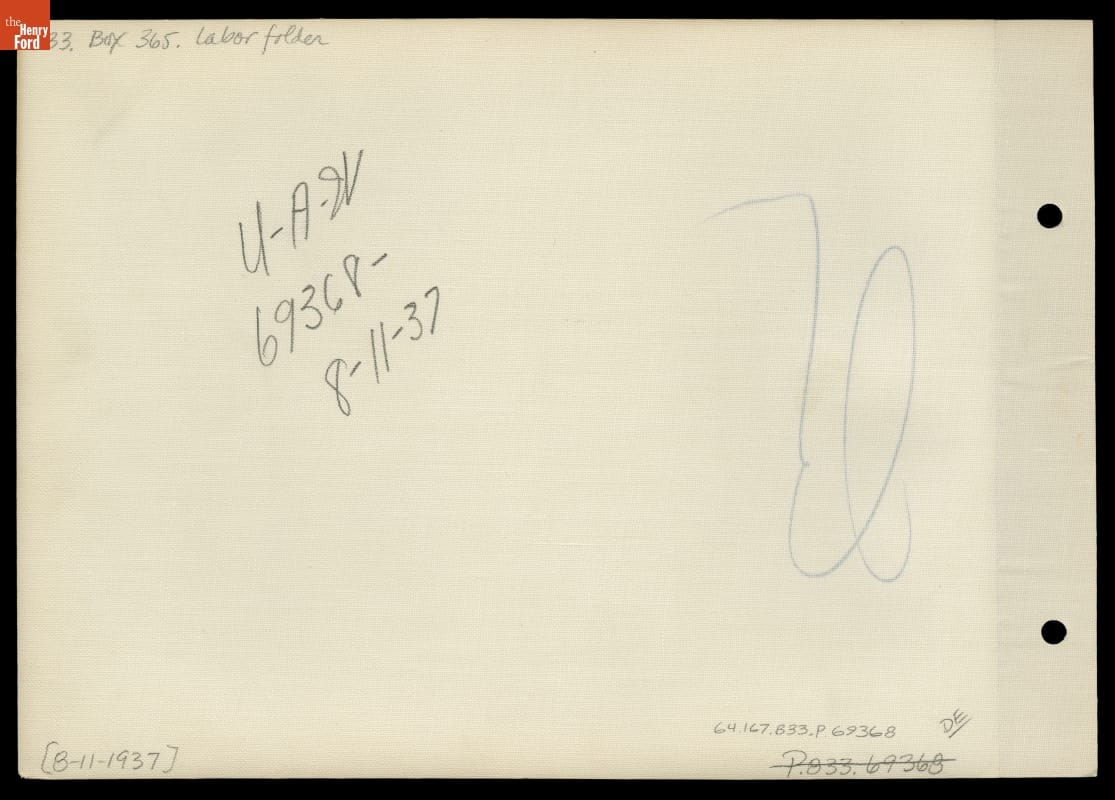 the Henry Ford
33. Box 365. Labor folder
U-A-W
69368-
8-11-37
64.167.833.P 69368
DE
[8-11-1937]
P.833.69368